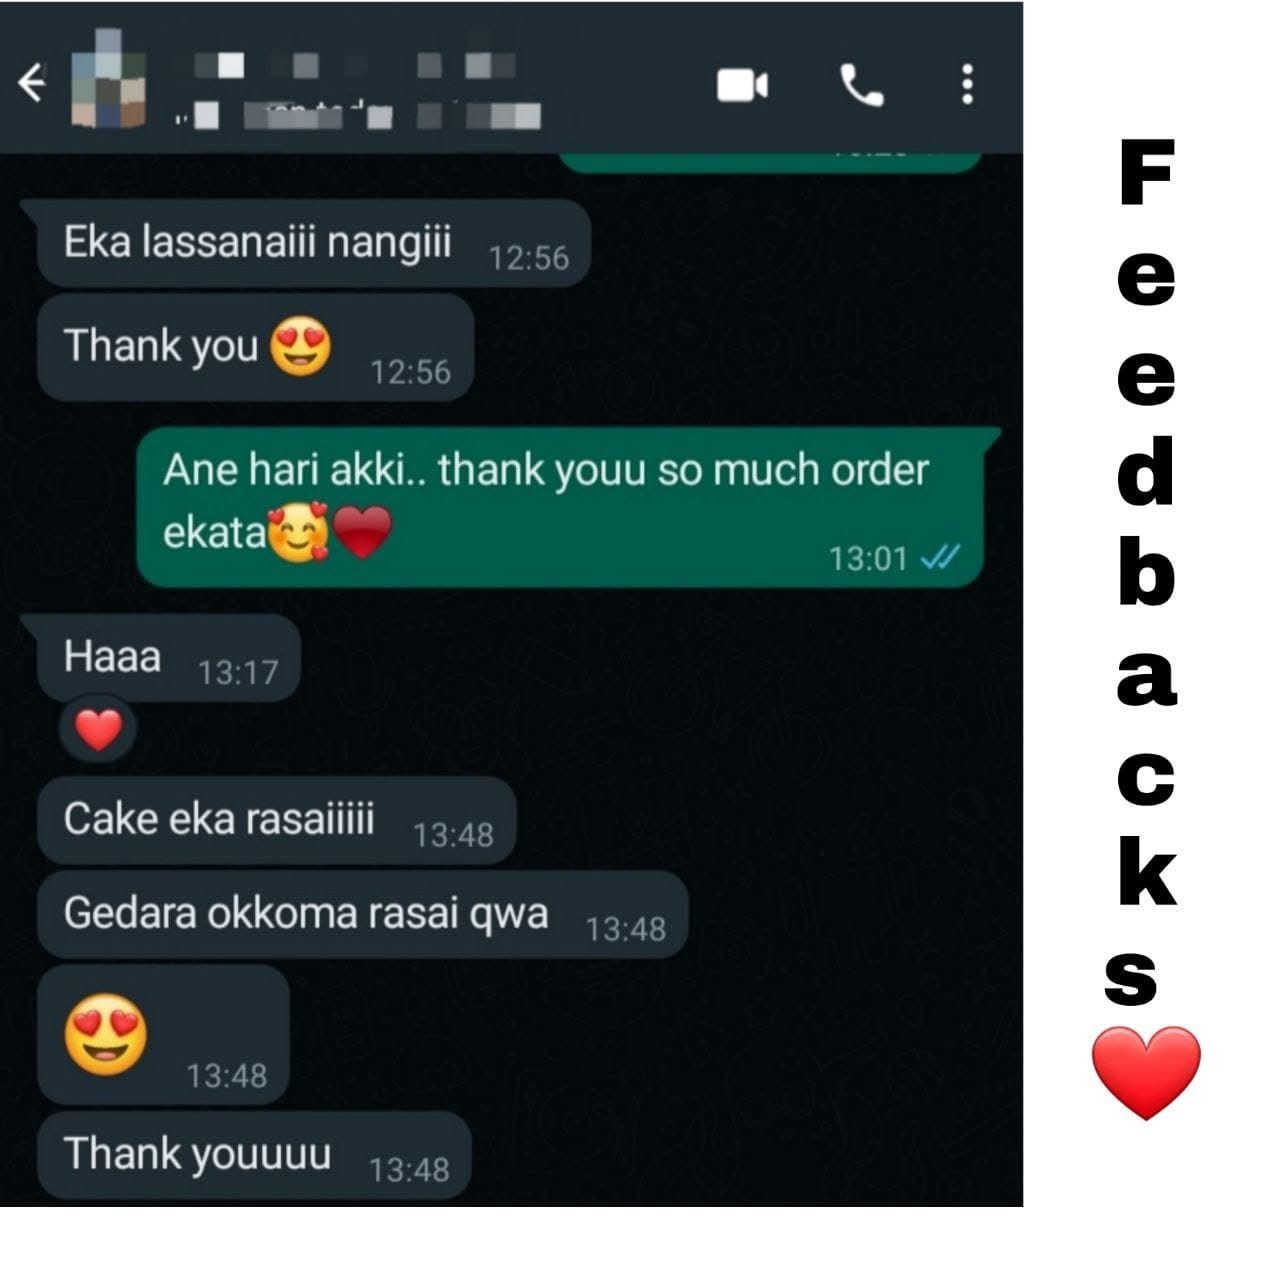 Eka lassanaiii nangiii 12:56
Thank you 😍 12:56
Ane hari akki.. thank youu so much order
ekata🥰❤️
13:01
Haaa 13:17
❤️
Cake eka rasaiiiii 13:48
Gedara okkoma rasai qwa 13:48
😍 13:48
Thank youuuu 13:48
Feedbacks
❤️